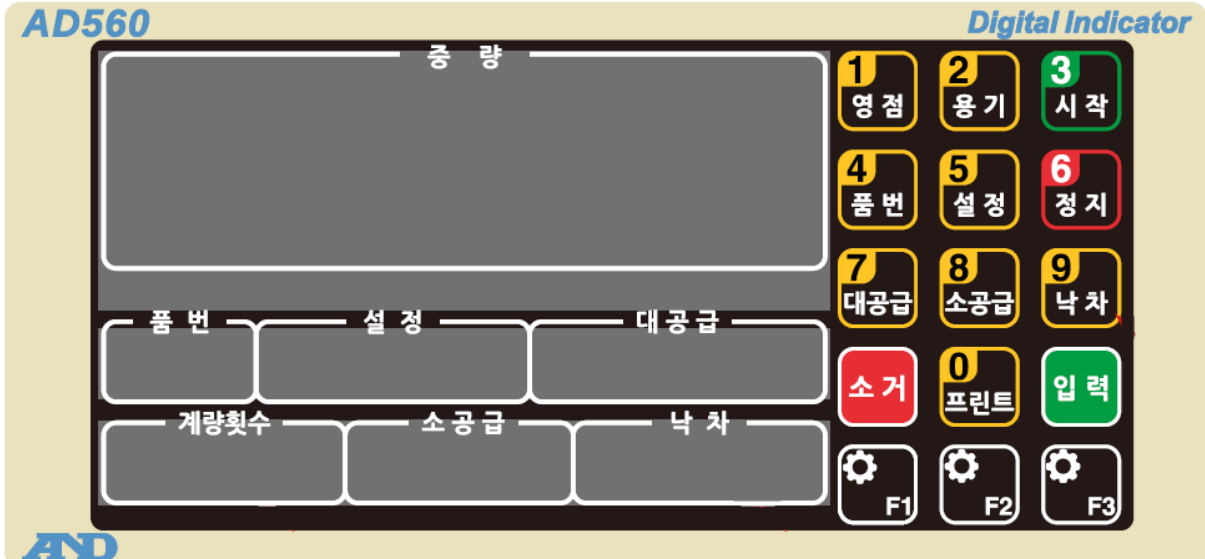 AD560 Digital Indicator
중 량
1 영 점
2 용 기
3 시 작
4 품 번
5 설 정
6 정 지
7 대공급
8 소공급
9 낙 차
품 번 설 정 대 공 급
소 거
0 프린트
입 력
계량횟수 소 공 급 낙 차
F1
F2
F3
AND